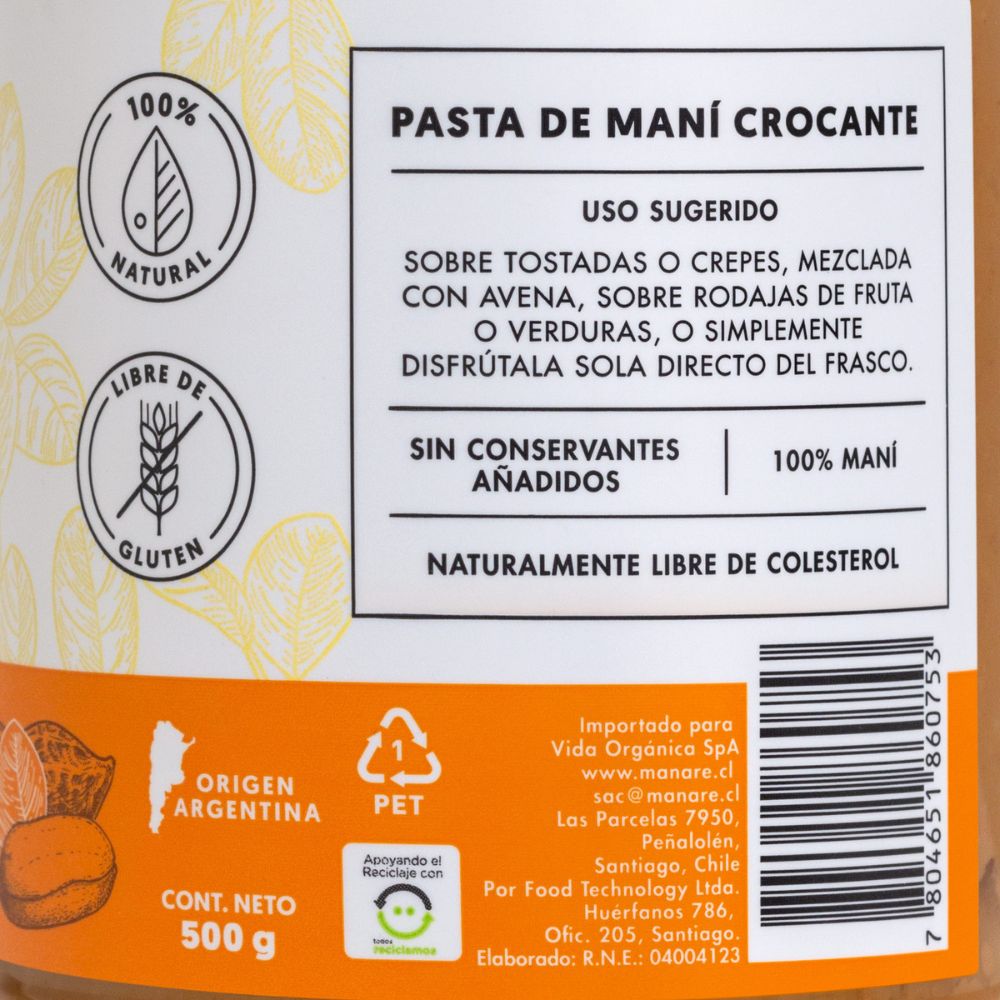 100%
NATURAL
LIBRE DE
GLUTEN
PASTA DE MANÍ CROCANTE
USO SUGERIDO
SOBRE TOSTADAS O CREPES, MEZCLADA
CON AVENA, SOBRE RODAJAS DE FRUTA
O VERDURAS, O SIMPLEMENTE
DISFRÚTALA SOLA DIRECTO DEL FRASCO.
SIN CONSERVANTES
AÑADIDOS
100% MANÍ
NATURALMENTE LIBRE DE COLESTEROL
ORIGEN
ARGENTINA
CONT. NETO
500 g
1
PET
Apoyando el
Reciclaje con
todos
reciclamos
Importado para
Vida Orgánica SpA
www.manare.cl
sac@manare.cl
Las Parcelas 7950,
Peñalolén,
Santiago, Chile
Por Food Technology Ltda.
Huérfanos 786,
Ofic. 205, Santiago.
Elaborado: R.N.E.: 04004123
7 804651 860753